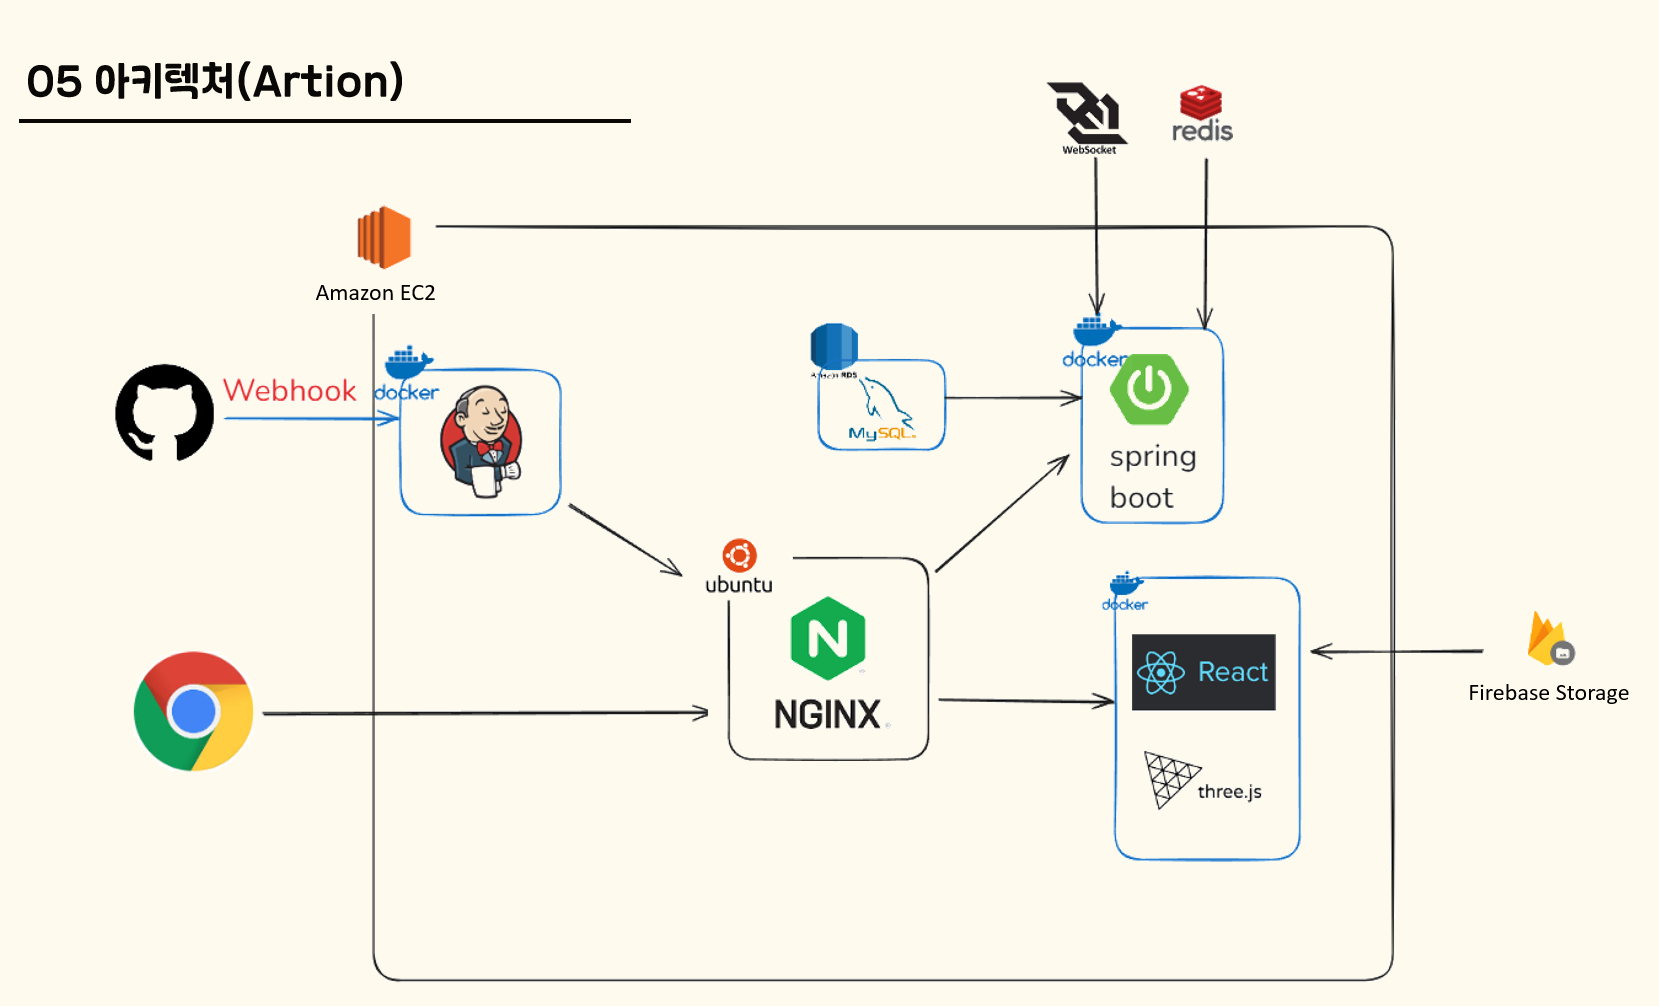 05 아키텍처(Artion)
WebSocket
redis
Amazon EC2
Webhook
docker
Amazon RDS
MySQL
docker
spring
boot
ubuntu
NGINX
docker
React
three.js
Firebase Storage